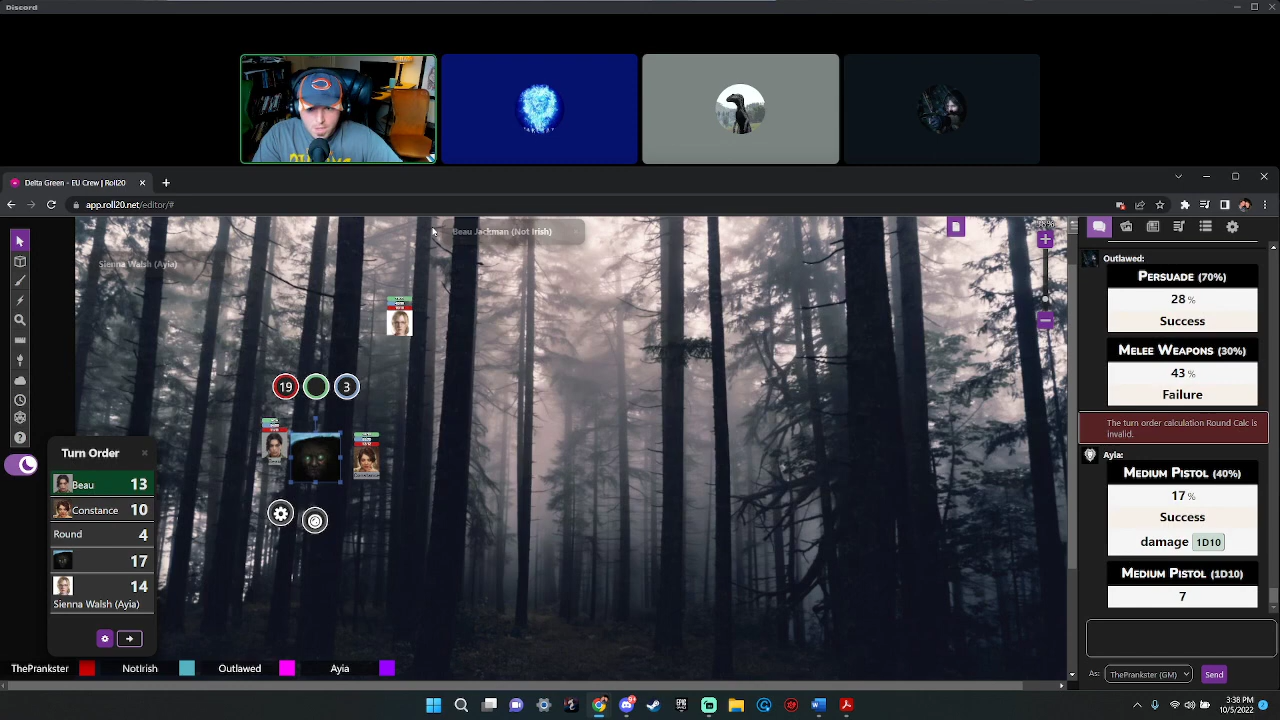 Discord
Delta Green - EU Crew | Roll20
app.roll20.net/editor/#
Beau Jackman (Not Irish)
Sienna Walsh (Ayia)
19
3
Turn Order
Beau 13
Constance 10
Round 4
17
14
Sienna Walsh (Ayia)
ThePrankster
NotIrish
Outlawed
Ayia
Outlawed:
PERSUADE (70%)
28 %
Success
MELEE WEAPONS (30%)
43 %
Failure
The turn order calculation Round Calc is
invalid.
Ayia:
MEDIUM PISTOL (40%)
17 %
Success
damage 1D10
MEDIUM PISTOL (1D10)
7
As: ThePrankster (GM) Send
3:38 PM
10/5/2022